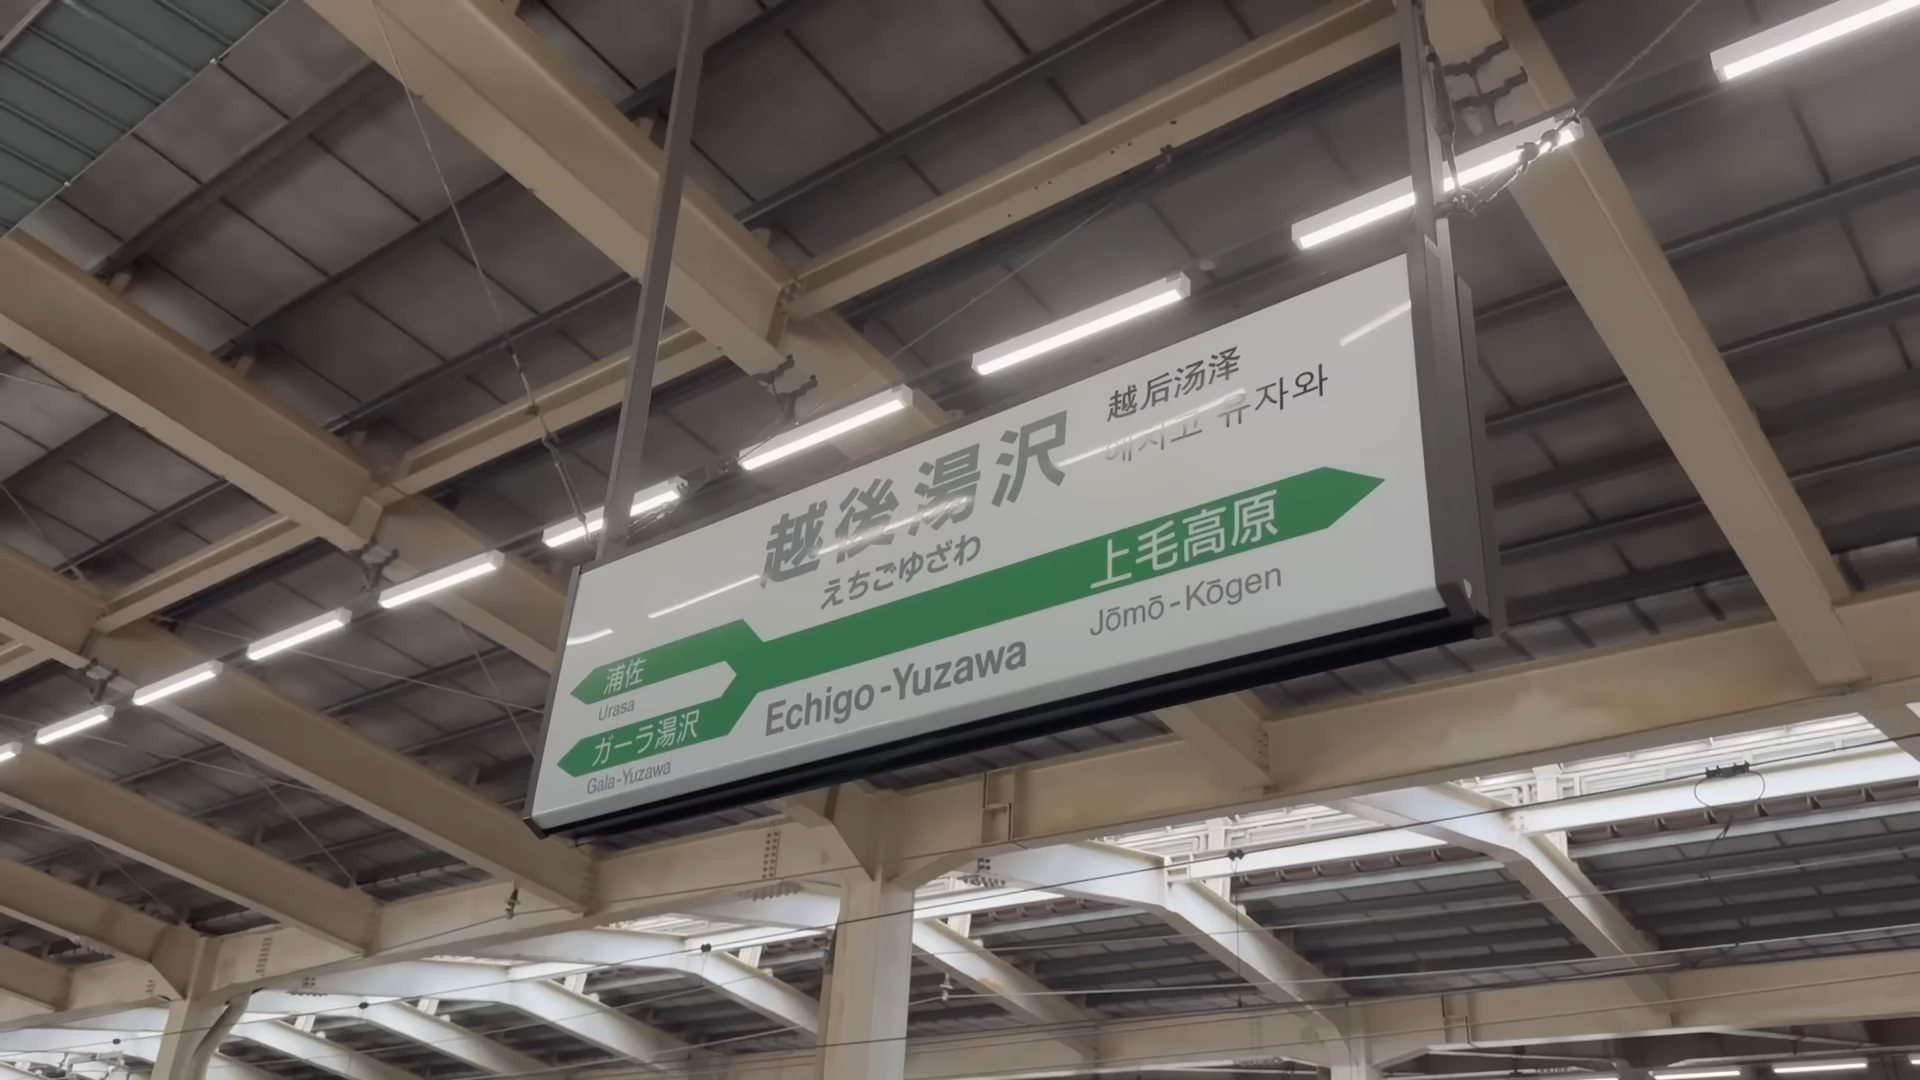 越后汤泽
에치고 유자와
越後湯沢
えちごゆざわ
上毛高原
Jōmō-Kōgen
浦佐
Urasa
ガーラ湯沢
Gala-Yuzawa
Echigo-Yuzawa